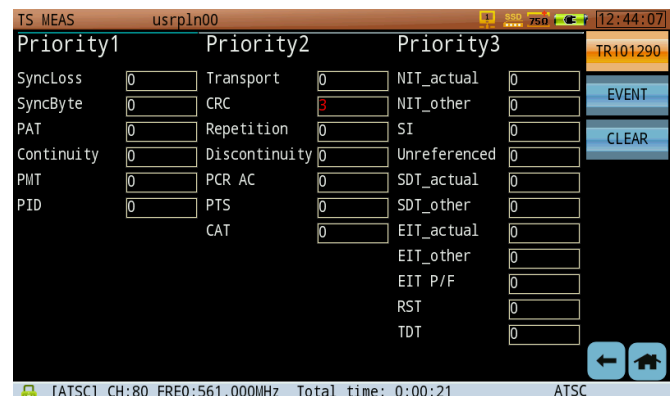 TS MEAS usrpln00 1 SSD 75Ω 12:44:07
Priority1 Priority2 Priority3 TR101290
SyncLoss 0 Transport 0 NIT_actual 0
SyncByte 0 CRC 3 NIT_other 0 EVENT
PAT 0 Repetition 0 SI 0 CLEAR
Continuity 0 Discontinuity 0 Unreferenced 0
PMT 0 PCR AC 0 SDT_actual 0
PID 0 PTS 0 SDT_other 0
CAT 0 EIT_actual 0
EIT_other 0
EIT P/F 0
RST 0
TDT 0
[ATSC] CH:80 FREQ:561.000MHz Total time: 0:00:21 ATSC